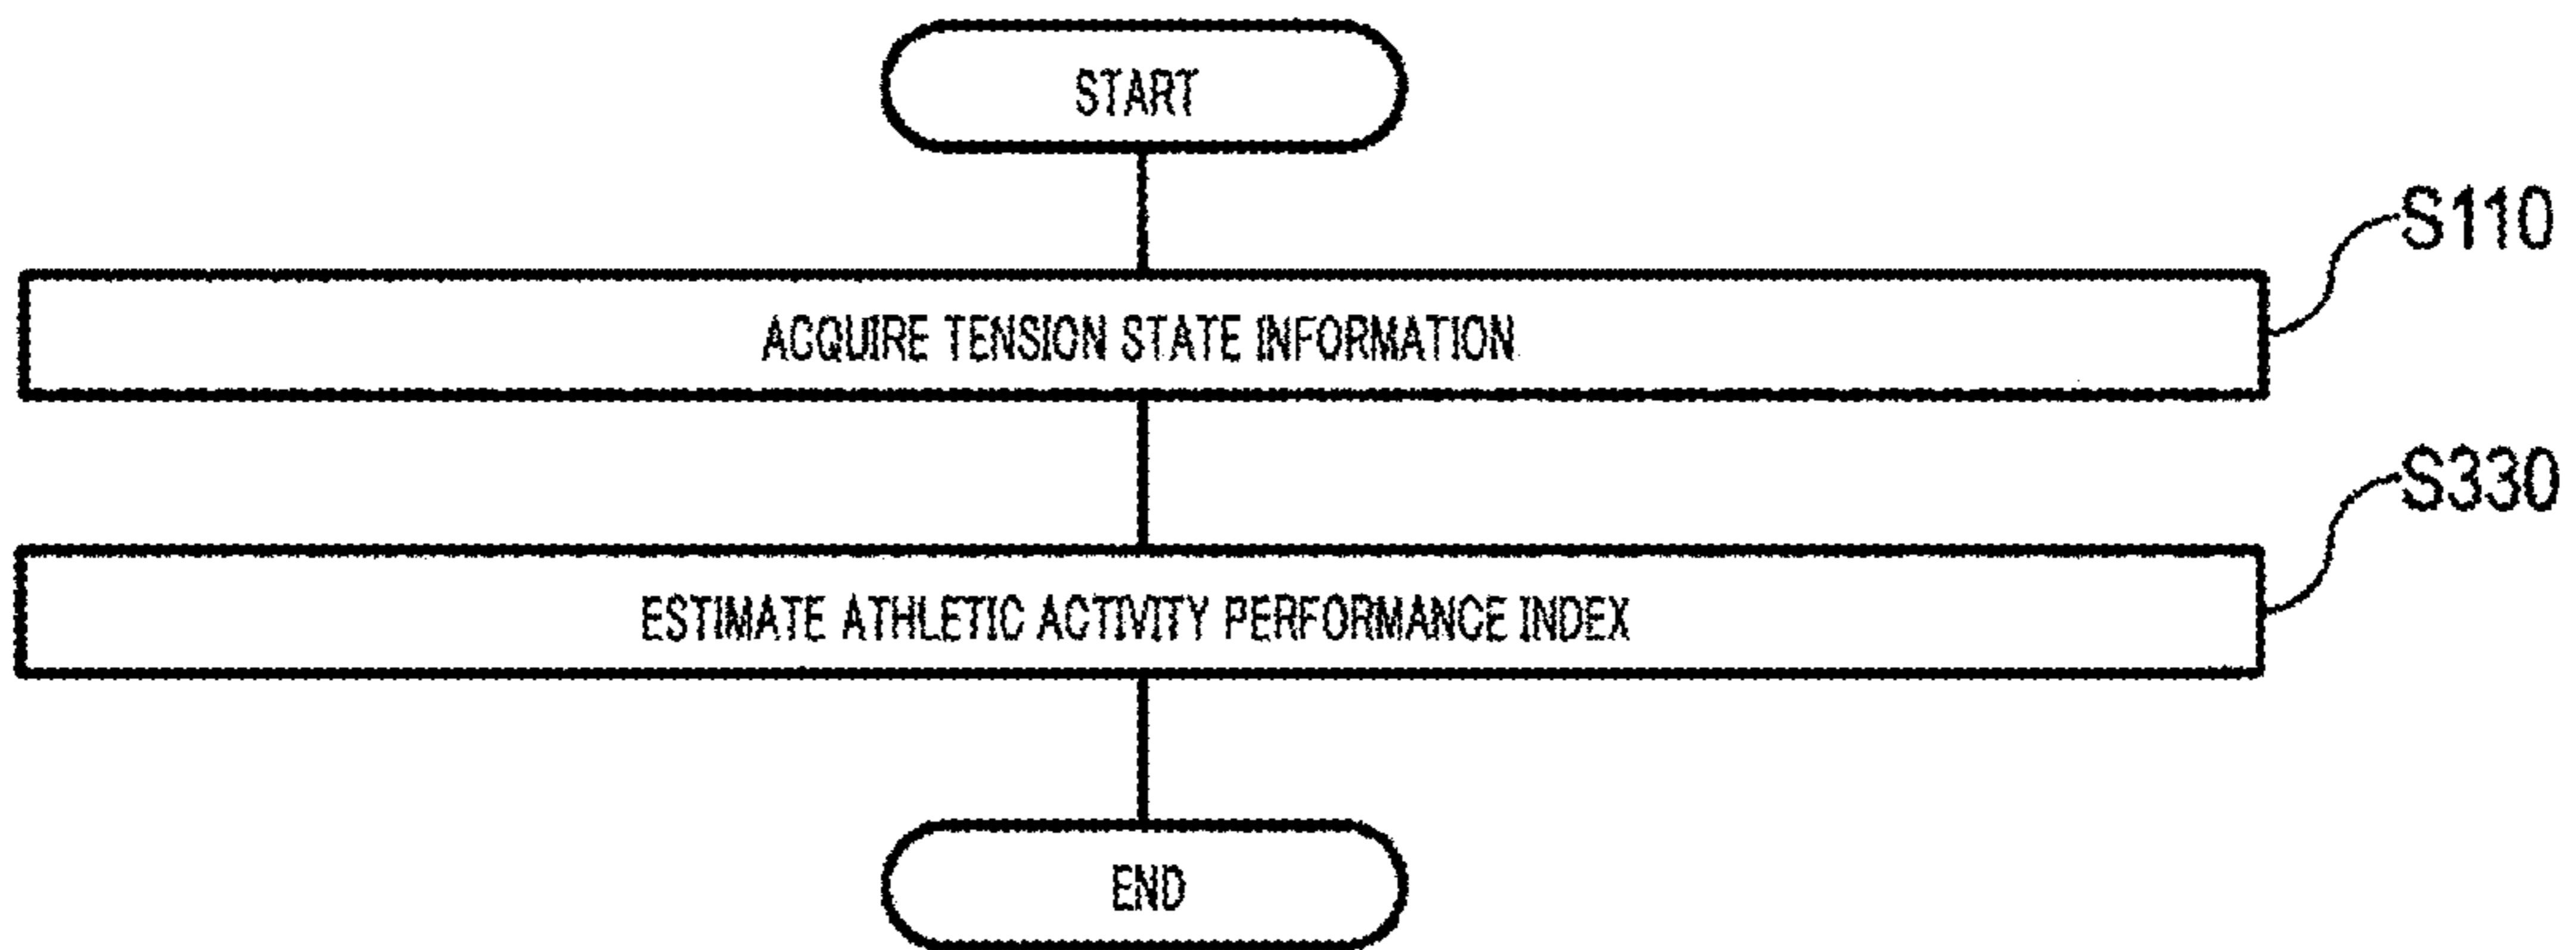 START
S110
ACQUIRE TENSION STATE INFORMATION
S330
ESTIMATE ATHLETIC ACTIVITY PERFORMANCE INDEX
END